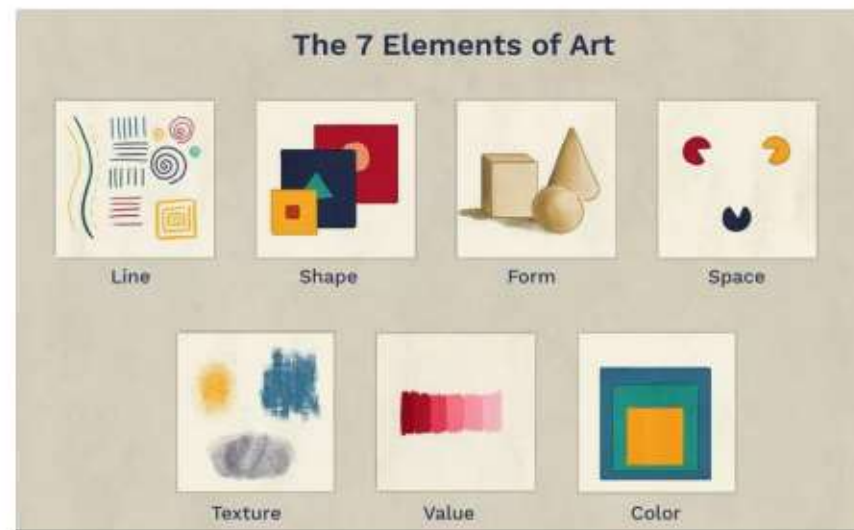 The 7 Elements of Art
Line Shape Form Space
Texture Value Color